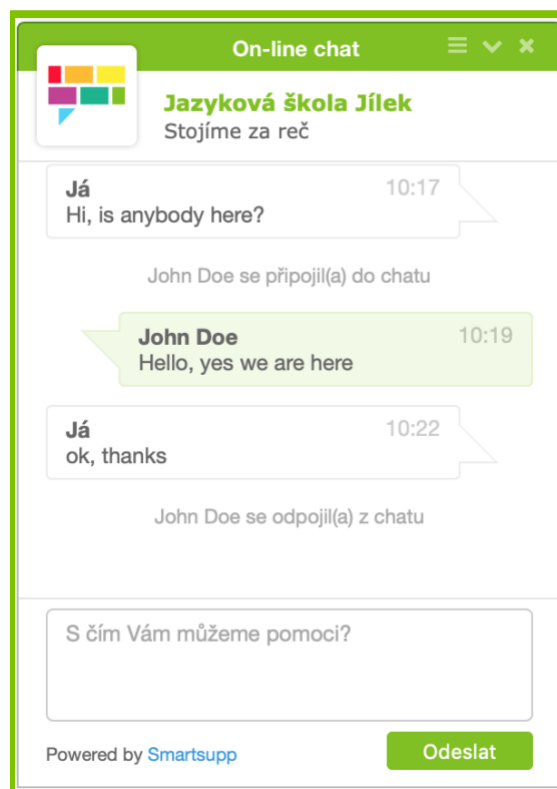 On-line chat
Jazyková škola Jílek
Stojíme za reč
Já 10:17
Hi, is anybody here?
John Doe se připojil(a) do chatu
John Doe 10:19
Hello, yes we are here
Já 10:22
ok, thanks
John Doe se odpojil(a) z chatu
S čím Vám můžeme pomoci?
Powered by Smartsupp
Odeslat